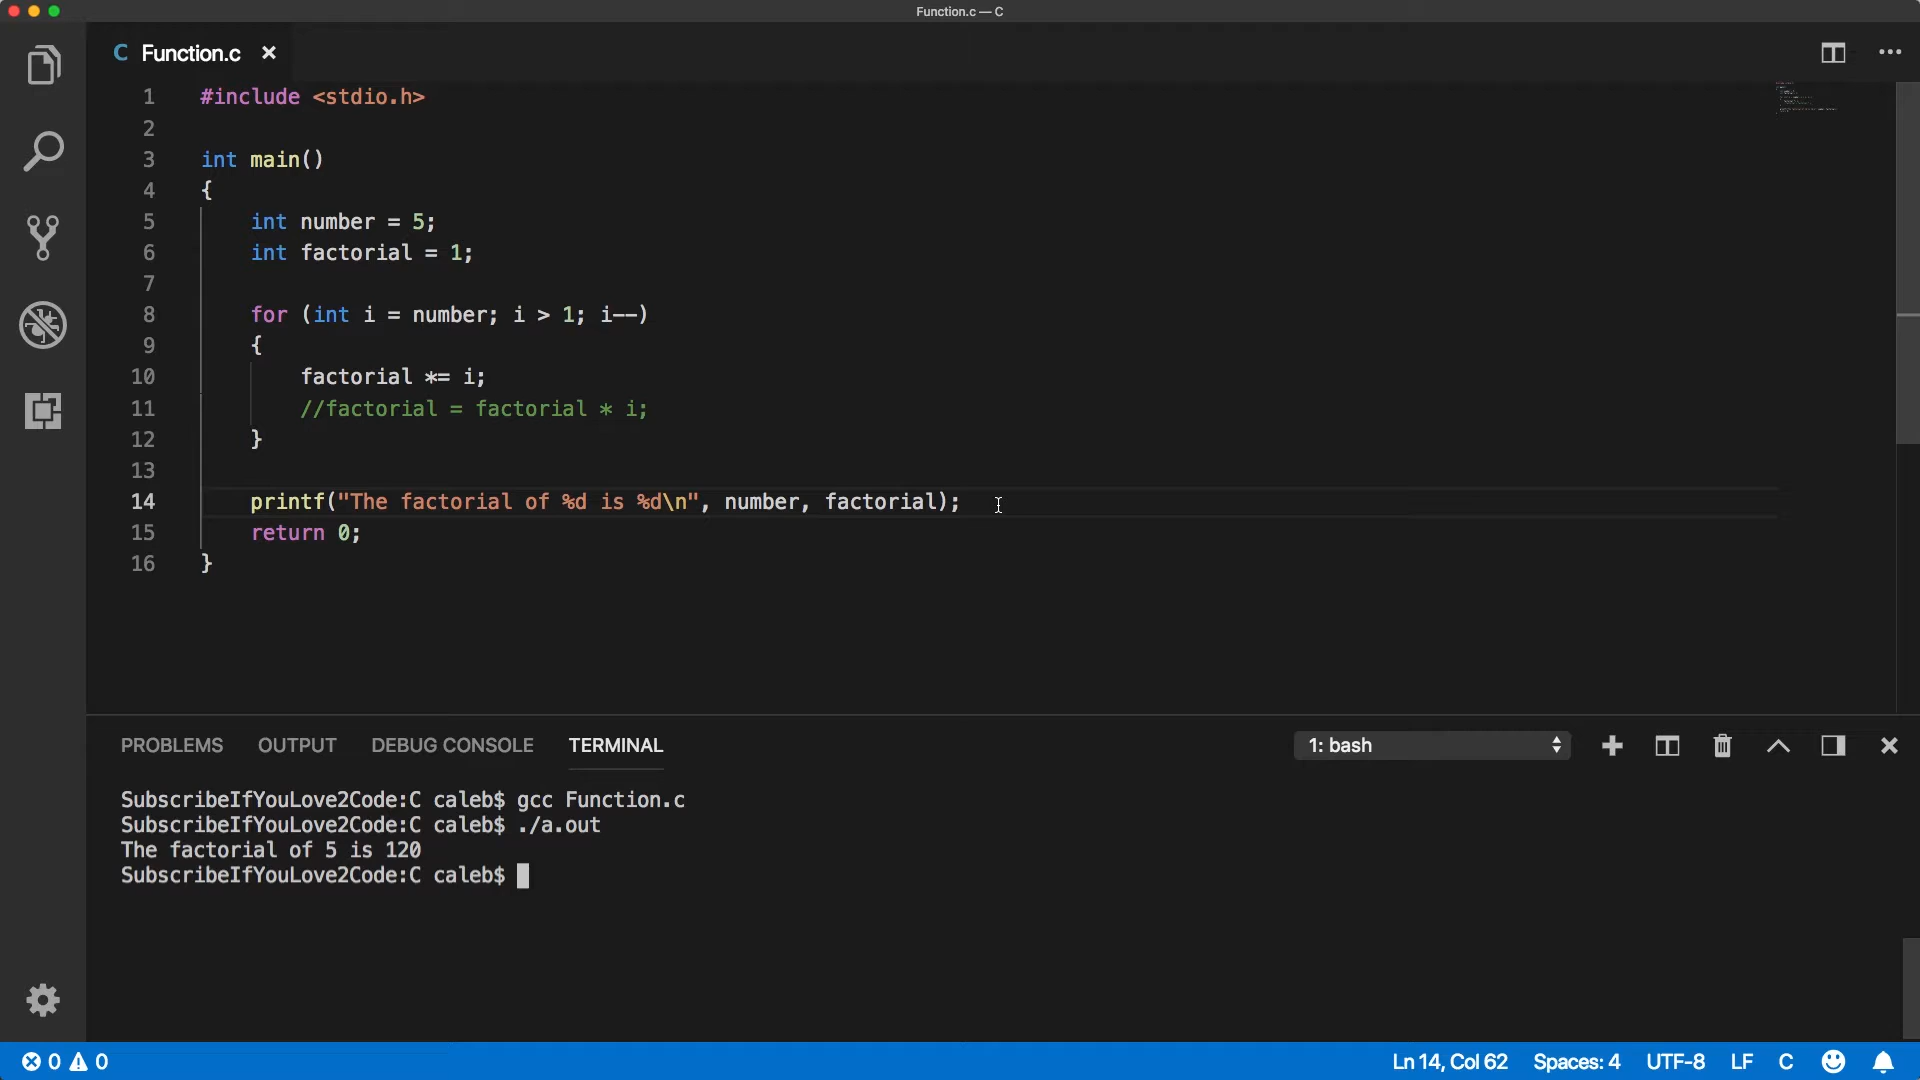 Function.c — C
C Function.c ×
1 #include <stdio.h>
2
3 int main()
4 {
5     int number = 5;
6     int factorial = 1;
7
8     for (int i = number; i > 1; i--)
9     {
10         factorial *= i;
11         //factorial = factorial * i;
12     }
13
14     printf("The factorial of %d is %d\n", number, factorial);
15     return 0;
16 }
PROBLEMS OUTPUT DEBUG CONSOLE TERMINAL 1: bash
SubscribeIfYouLove2Code:C caleb$ gcc Function.c
SubscribeIfYouLove2Code:C caleb$ ./a.out
The factorial of 5 is 120
SubscribeIfYouLove2Code:C caleb$
0 0 Ln 14, Col 62 Spaces: 4 UTF-8 LF C